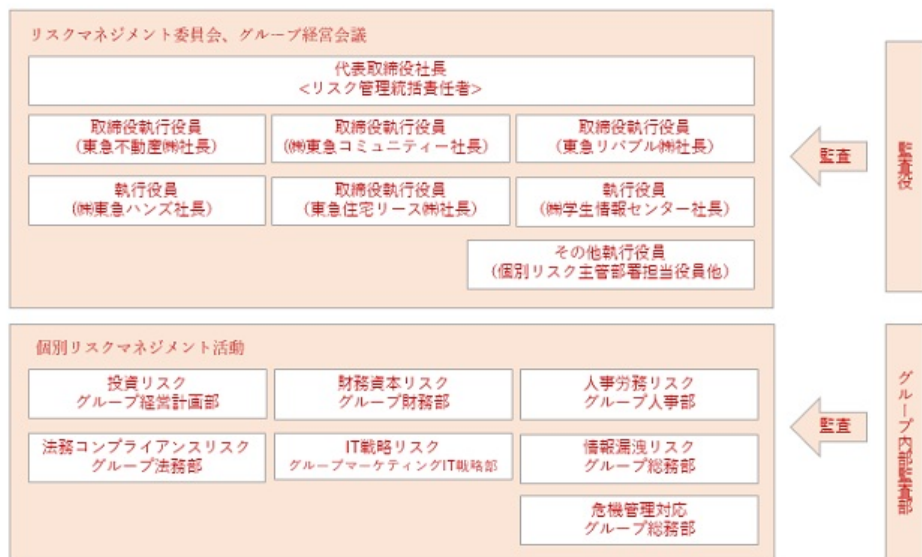 リスクマネジメント委員会、グループ経営会議
代表取締役社長
<リスク管理統括責任者>
取締役執行役員
(東急不動産㈱社長)
取締役執行役員
(㈱東急コミュニティー社長)
取締役執行役員
(東急リバブル㈱社長)
執行役員
(㈱東急ハンズ社長)
取締役執行役員
(東急住宅リース㈱社長)
執行役員
(㈱学生情報センター社長)
その他執行役員
(個別リスク主管部署担当役員他)
監査
監査役
個別リスクマネジメント活動
投資リスク
グループ経営計画部
財務資本リスク
グループ財務部
人事労務リスク
グループ人事部
法務コンプライアンスリスク
グループ法務部
IT戦略リスク
グループマーケティングIT戦略部
情報漏洩リスク
グループ総務部
危機管理対応
グループ総務部
監査
グループ内部監査部